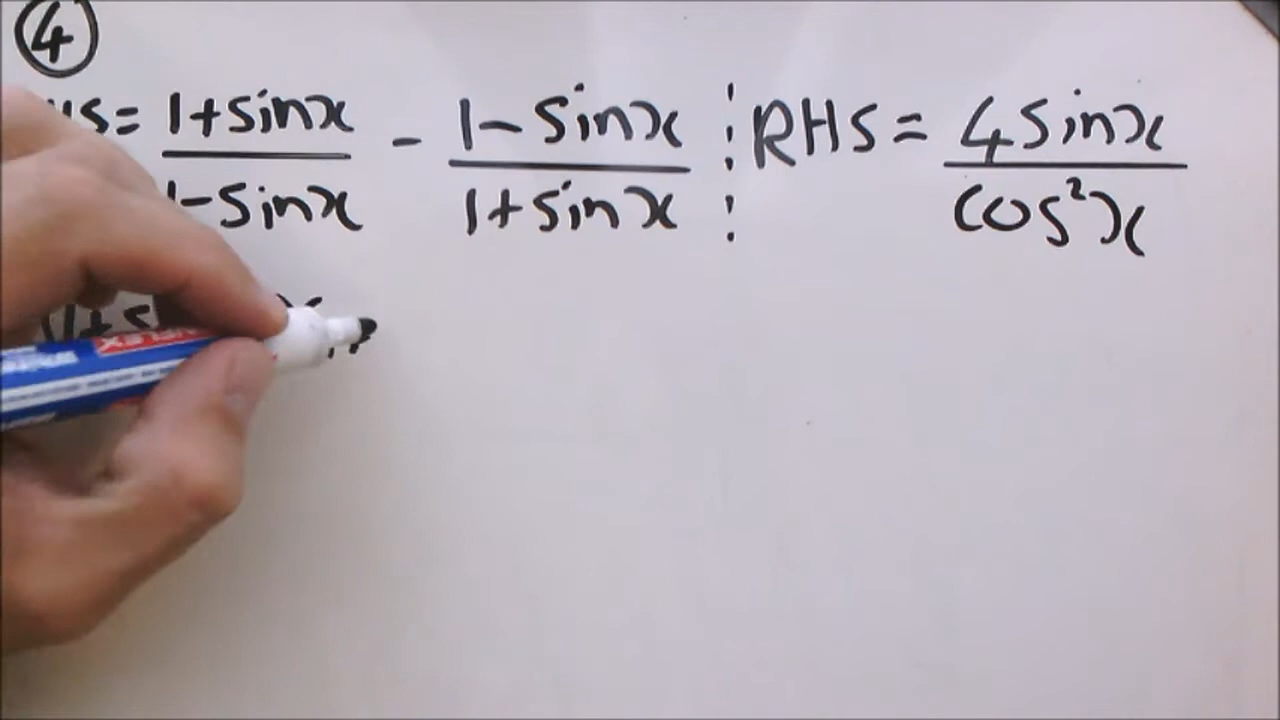 ④
HS = 1+sinx / 1-sinx - 1-sinx / 1+sinx ⋮ RHS = 4sinx / cos²x